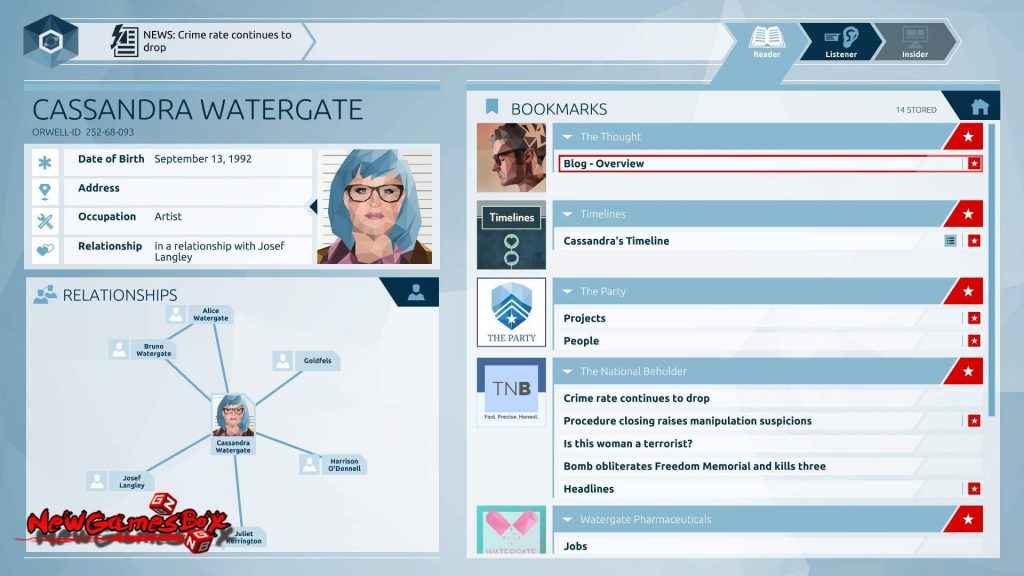 NEWS: Crime rate continues to
drop
Reader
Listener
Insider
CASSANDRA WATERGATE
ORWELL-ID 252-68-093
Date of Birth September 13, 1992
Address
Occupation Artist
Relationship in a relationship with Josef
Langley
RELATIONSHIPS
Alice
Watergate
Bruno
Watergate
Goldfels
Cassandra
Watergate
Harrison
O'Donnell
Josef
Langley
Juliet
Kerrington
NewGamesBox
BOOKMARKS
14 STORED
The Thought
Blog - Overview
Timelines
Timelines
Cassandra's Timeline
THE PARTY
The Party
Projects
People
TNB
Fast. Precise. Honest.
The National Beholder
Crime rate continues to drop
Procedure closing raises manipulation suspicions
Is this woman a terrorist?
Bomb obliterates Freedom Memorial and kills three
Headlines
WATERGATE
Watergate Pharmaceuticals
Jobs